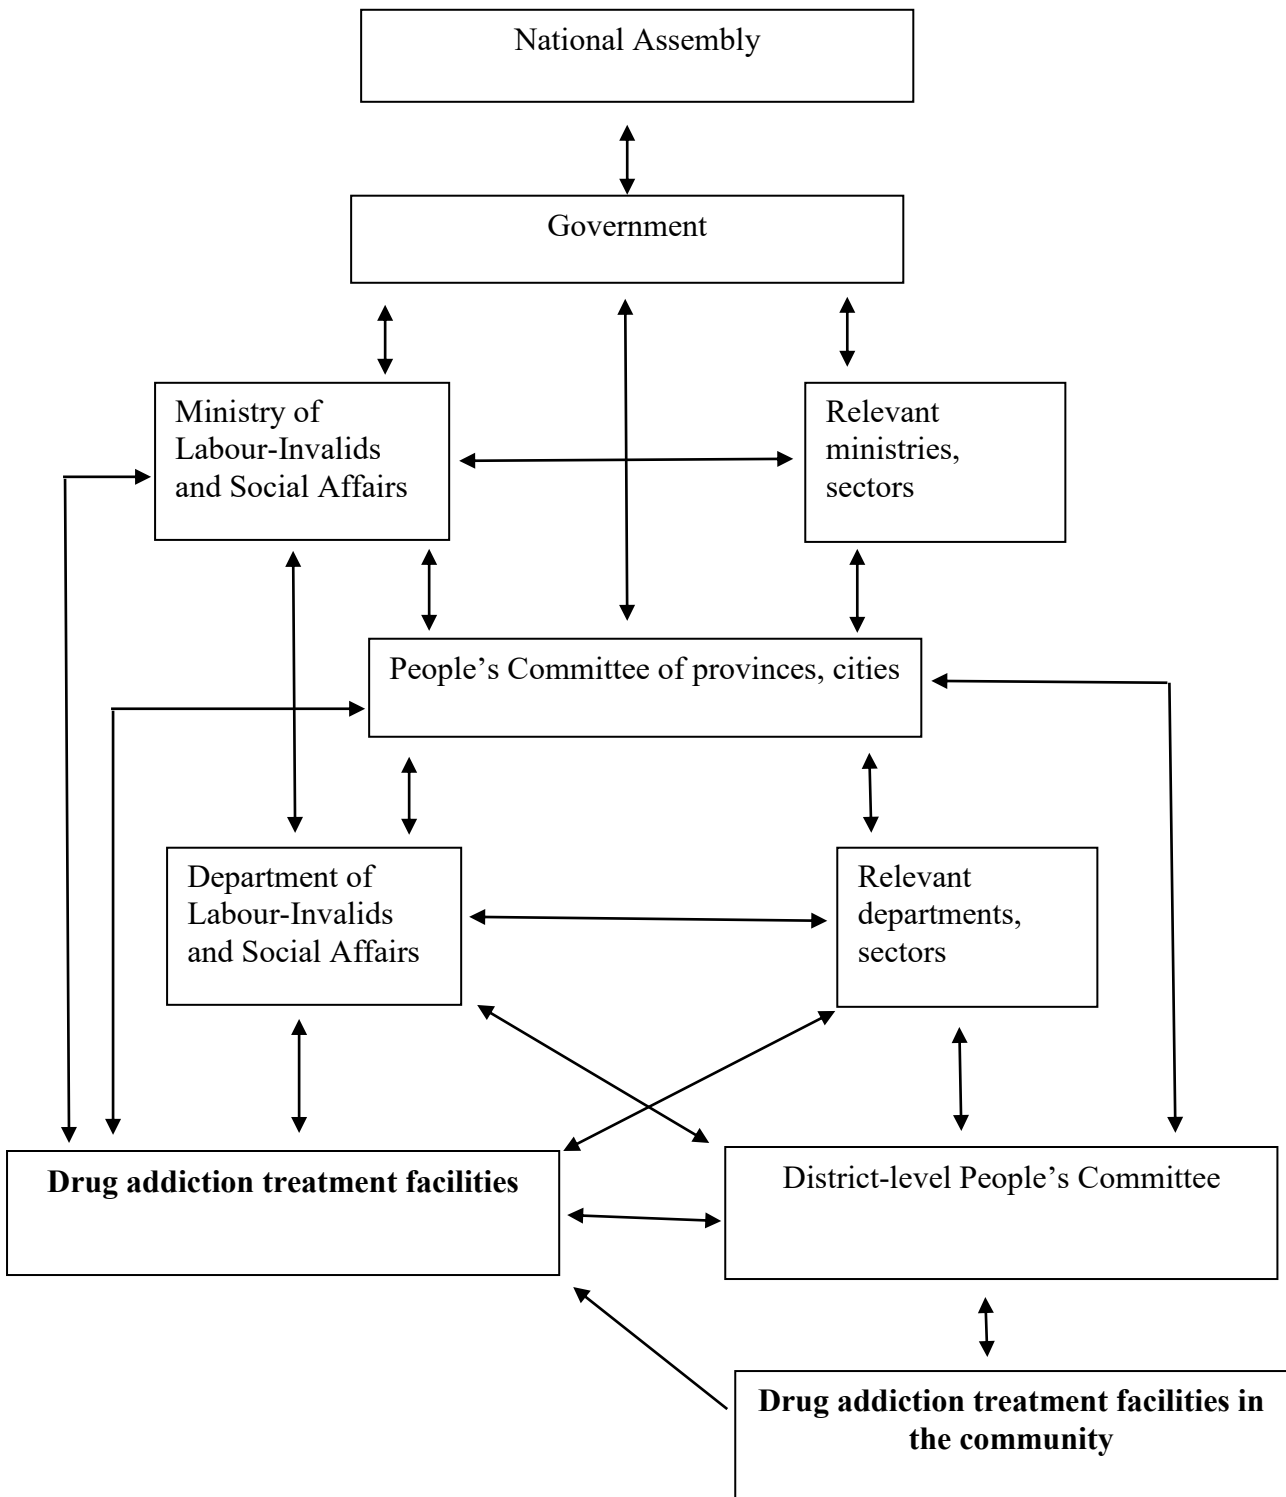 National Assembly
Government
Ministry of
Labour-Invalids
and Social Affairs
Relevant
ministries,
sectors
People’s Committee of provinces, cities
Department of
Labour-Invalids
and Social Affairs
Relevant
departments,
sectors
Drug addiction treatment facilities
District-level People’s Committee
Drug addiction treatment facilities in
the community